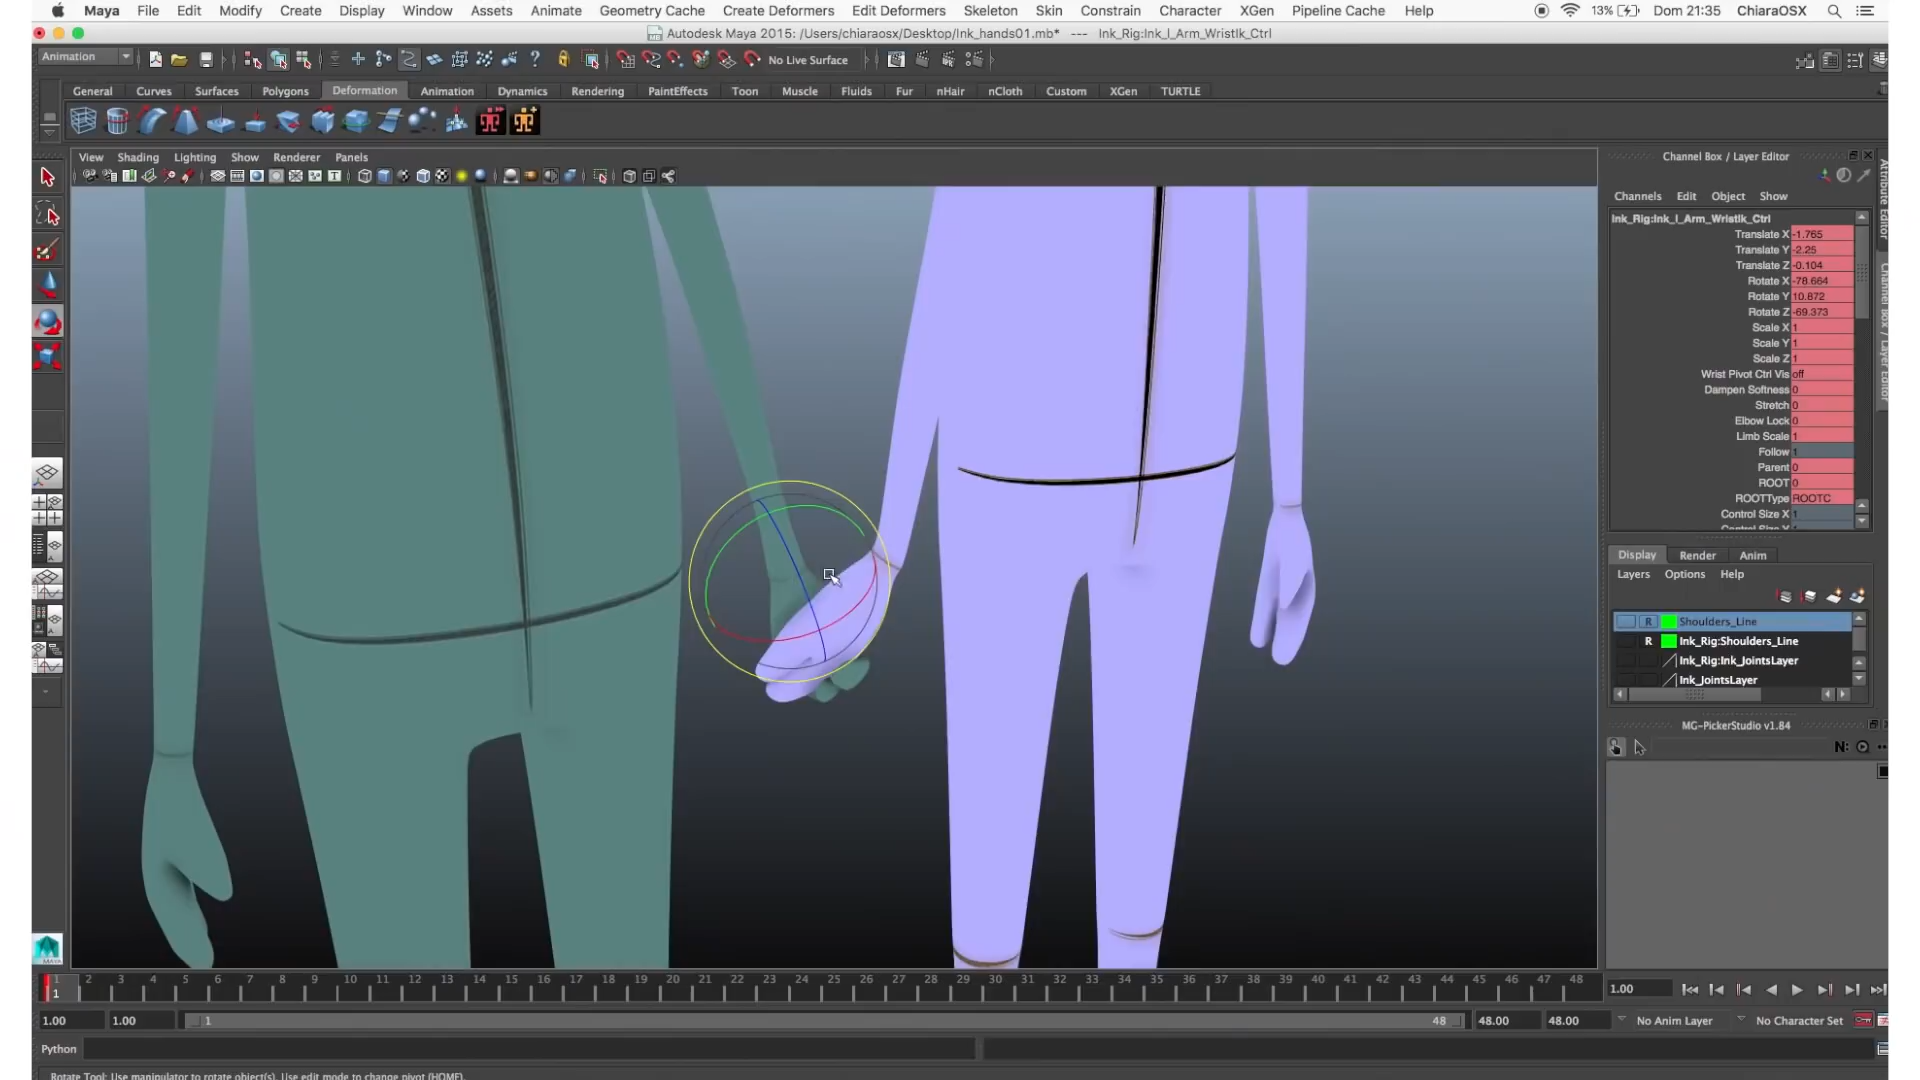 Maya File Edit Modify Create Display Window Assets Animate Geometry Cache Create Deformers Edit Deformers Skeleton Skin Constrain Character XGen Pipeline Cache Help 13% Dom 21:35 ChiaraOSX
Autodesk Maya 2015: /Users/chiaraosx/Desktop/Ink_hands01.mb* --- Ink_Rig:Ink_l_Arm_WristIk_Ctrl
Animation No Live Surface
General Curves Surfaces Polygons Deformation Animation Dynamics Rendering PaintEffects Toon Muscle Fluids Fur nHair nCloth Custom XGen TURTLE
View Shading Lighting Show Renderer Panels
Channel Box / Layer Editor
Channels Edit Object Show
Ink_Rig:Ink_l_Arm_WristIk_Ctrl
Translate X -1.765
Translate Y -2.25
Translate Z -0.104
Rotate X -78.664
Rotate Y 10.872
Rotate Z -69.373
Scale X 1
Scale Y 1
Scale Z 1
Wrist Pivot Ctrl Vis off
Dampen Softness 0
Stretch 0
Elbow Lock 0
Limb Scale 1
Follow 1
Parent 0
ROOT 0
ROOTType ROOTC
Control Size X 1
Attribute Editor
Channel Box / Layer Editor
Display Render Anim
Layers Options Help
R Shoulders_Line
R Ink_Rig:Shoulders_Line
Ink_Rig:Ink_JointsLayer
Ink_JointsLayer
MG-PickerStudio v1.84
N:
MAYA
1 2 3 4 5 6 7 8 9 10 11 12 13 14 15 16 17 18 19 20 21 22 23 24 25 26 27 28 29 30 31 32 33 34 35 36 37 38 39 40 41 42 43 44 45 46 47 48
1 1.00
1.00 1.00 1 48 48.00 48.00 No Anim Layer No Character Set
Python
Rotate Tool: Use manipulator to rotate object(s). Use edit mode to change pivot (HOME).